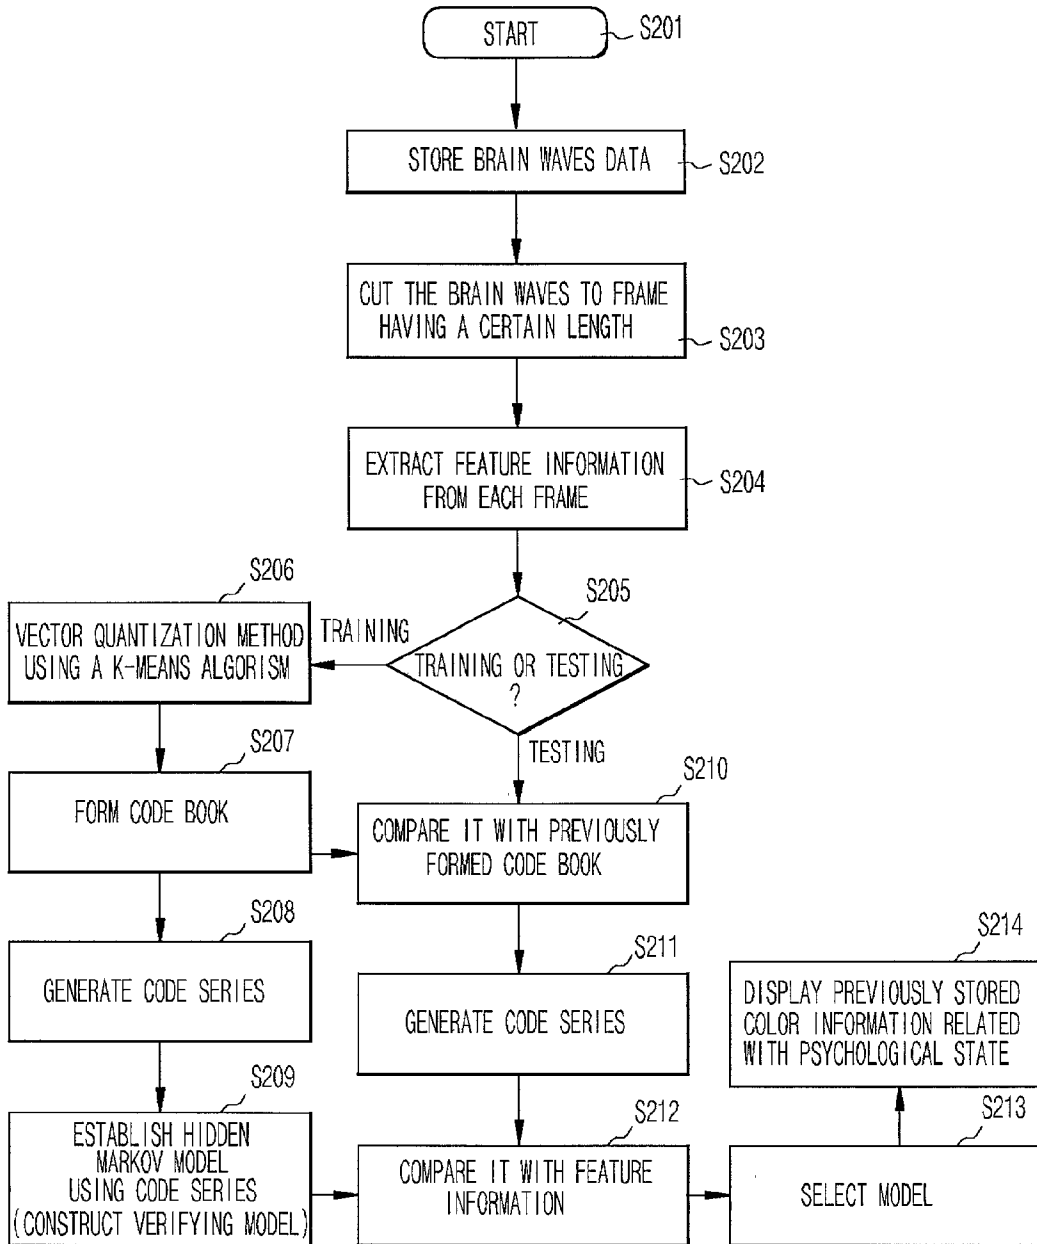 START
S201
STORE BRAIN WAVES DATA
S202
CUT THE BRAIN WAVES TO FRAME
HAVING A CERTAIN LENGTH
S203
EXTRACT FEATURE INFORMATION
FROM EACH FRAME
S204
S205
TRAINING OR TESTING
?
TRAINING
TESTING
S206
VECTOR QUANTIZATION METHOD
USING A K-MEANS ALGORISM
S207
FORM CODE BOOK
S208
GENERATE CODE SERIES
S209
ESTABLISH HIDDEN
MARKOV MODEL
USING CODE SERIES
(CONSTRUCT VERIFYING MODEL)
S210
COMPARE IT WITH PREVIOUSLY
FORMED CODE BOOK
S211
GENERATE CODE SERIES
S212
COMPARE IT WITH FEATURE
INFORMATION
S213
SELECT MODEL
S214
DISPLAY PREVIOUSLY STORED
COLOR INFORMATION RELATED
WITH PSYCHOLOGICAL STATE